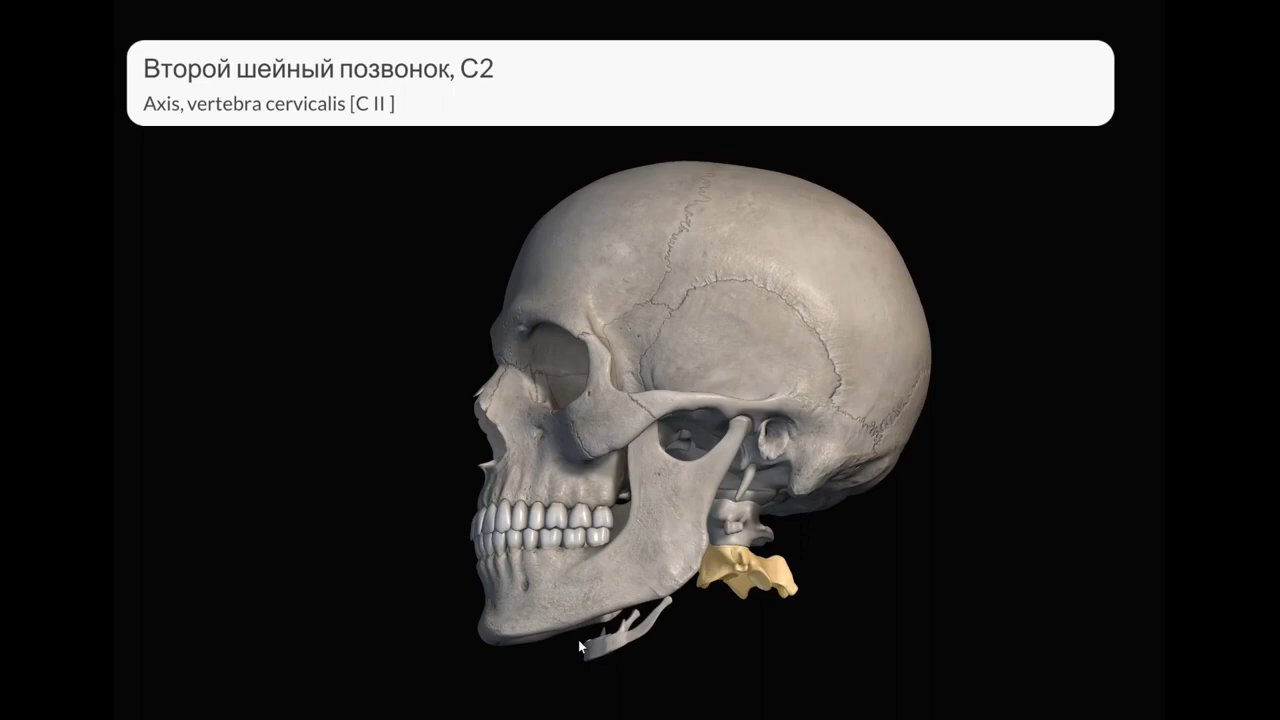 Второй шейный позвонок, C2
Axis, vertebra cervicalis [C II ]